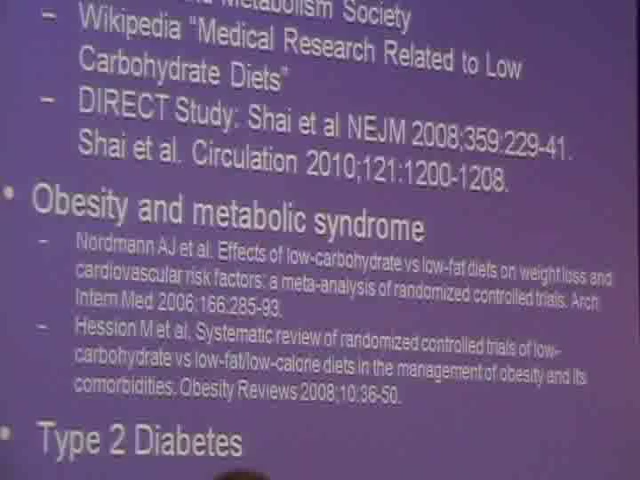 Metabolism Society
– Wikipedia “Medical Research Related to Low
Carbohydrate Diets”
– DIRECT Study: Shai et al NEJM 2008;359:229-41.
Shai et al. Circulation 2010;121:1200-1208.
• Obesity and metabolic syndrome
– Nordmann AJ et al. Effects of low-carbohydrate vs low-fat diets on weight loss and
cardiovascular risk factors: a meta-analysis of randomized controlled trials. Arch
Intern Med 2006;166:285-93.
– Hession M et al. Systematic review of randomized controlled trials of low-
carbohydrate vs low-fat/low-calorie diets in the management of obesity and its
comorbidities. Obesity Reviews 2008;10:36-50.
• Type 2 Diabetes